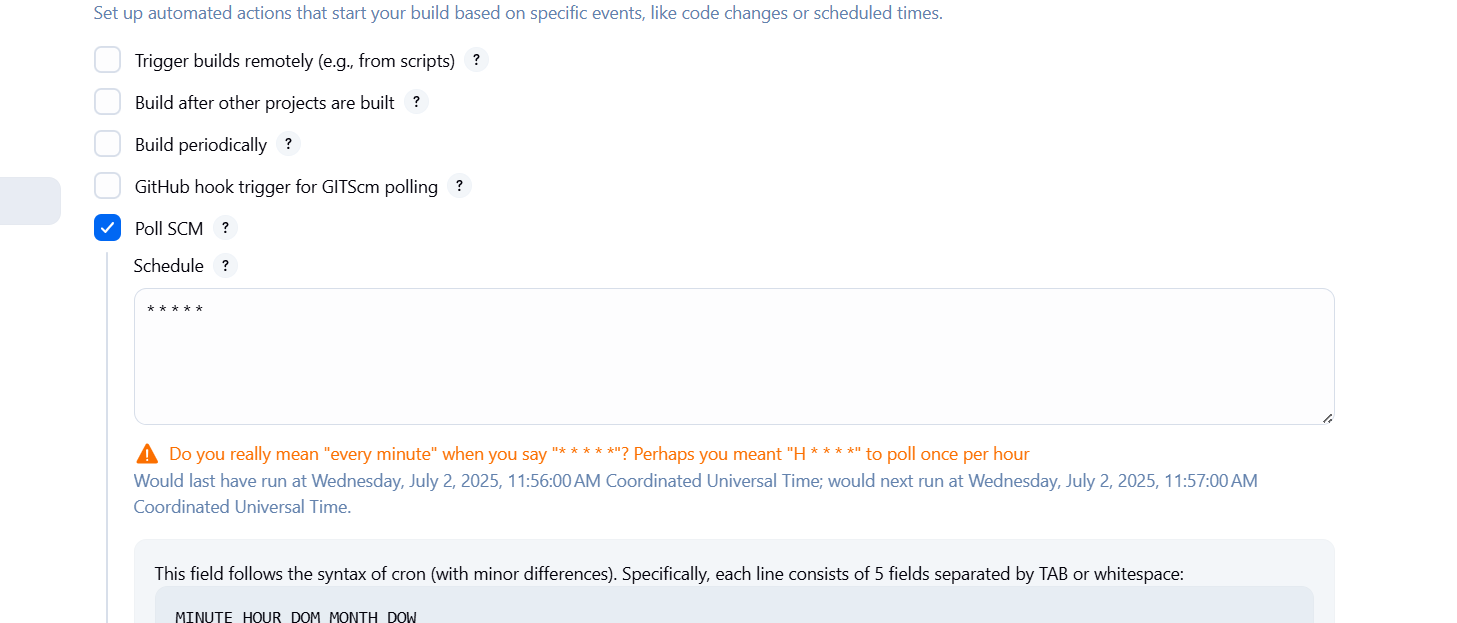 Set up automated actions that start your build based on specific events, like code changes or scheduled times.
Trigger builds remotely (e.g., from scripts) ?
Build after other projects are built ?
Build periodically ?
GitHub hook trigger for GITScm polling ?
Poll SCM ?
Schedule ?
* * * * *
Do you really mean "every minute" when you say "* * * * *"? Perhaps you meant "H * * * *" to poll once per hour
Would last have run at Wednesday, July 2, 2025, 11:56:00 AM Coordinated Universal Time; would next run at Wednesday, July 2, 2025, 11:57:00 AM
Coordinated Universal Time.
This field follows the syntax of cron (with minor differences). Specifically, each line consists of 5 fields separated by TAB or whitespace:
MINUTE HOUR DOM MONTH DOW